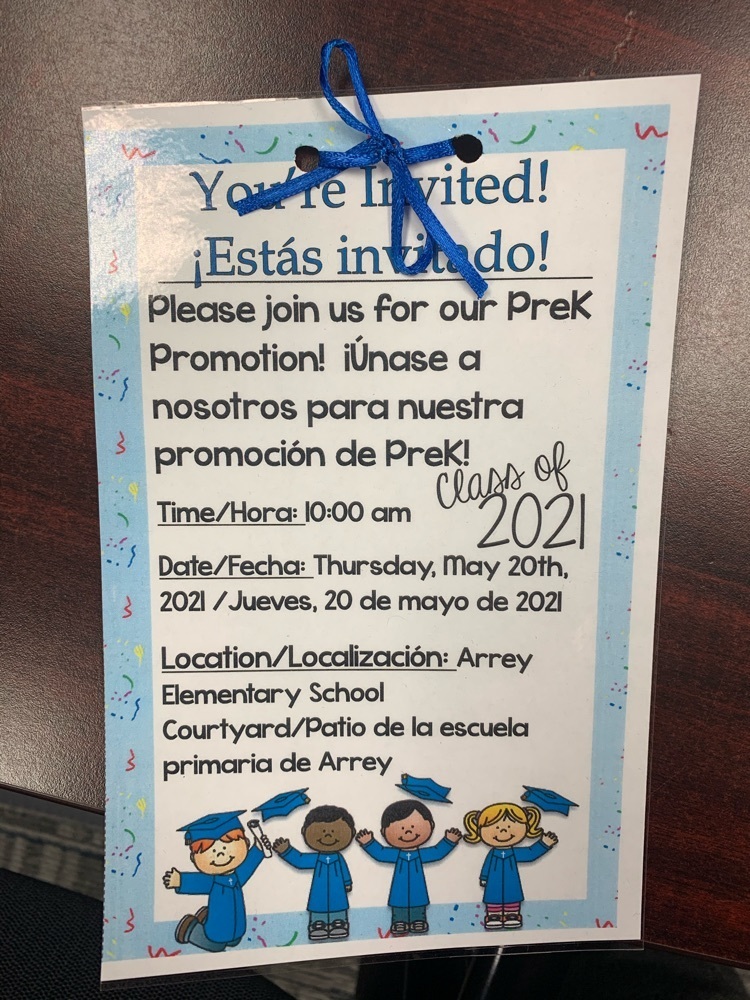 You're Invited!
¡Estás invitado!
Please join us for our PreK
Promotion! ¡Únase a
nosotros para nuestra
promoción de PreK!
Class of
2021
Time/Hora: 10:00 am
Date/Fecha: Thursday, May 20th,
2021 /Jueves, 20 de mayo de 2021
Location/Localización: Arrey
Elementary School
Courtyard/Patio de la escuela
primaria de Arrey